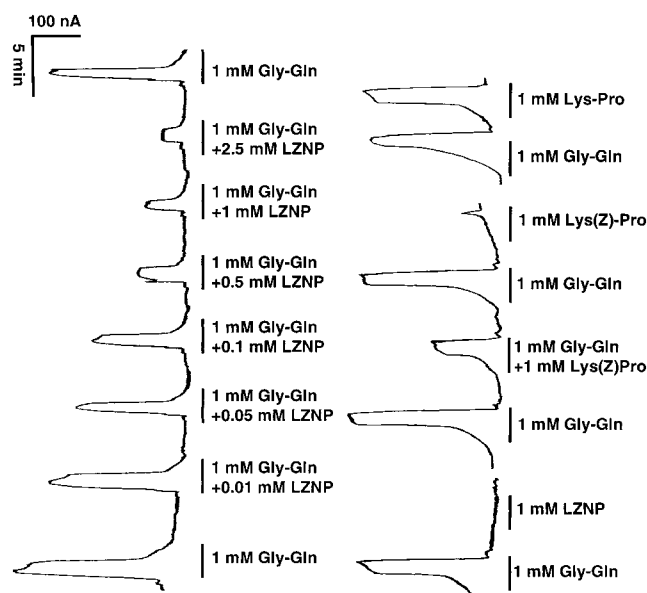 100 nA
5 min
1 mM Gly-Gln
1 mM Gly-Gln
+2.5 mM LZNP
1 mM Gly-Gln
+1 mM LZNP
1 mM Gly-Gln
+0.5 mM LZNP
1 mM Gly-Gln
+0.1 mM LZNP
1 mM Gly-Gln
+0.05 mM LZNP
1 mM Gly-Gln
+0.01 mM LZNP
1 mM Gly-Gln
1 mM Lys-Pro
1 mM Gly-Gln
1 mM Lys(Z)-Pro
1 mM Gly-Gln
1 mM Gly-Gln
+1 mM Lys(Z)Pro
1 mM Gly-Gln
1 mM LZNP
1 mM Gly-Gln